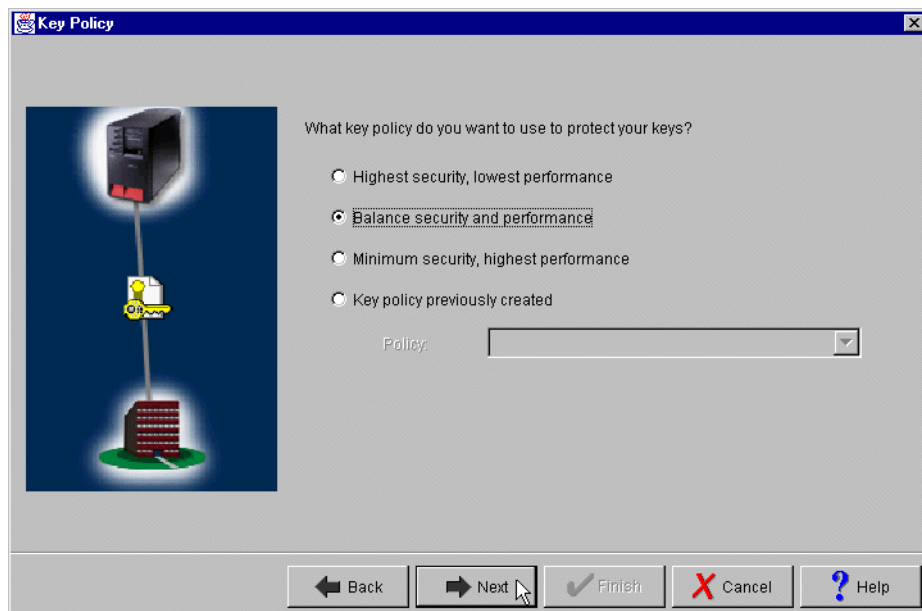 Key Policy
What key policy do you want to use to protect your keys?
Highest security, lowest performance
Balance security and performance
Minimum security, highest performance
Key policy previously created
Policy:
Back
Next
Finish
Cancel
Help